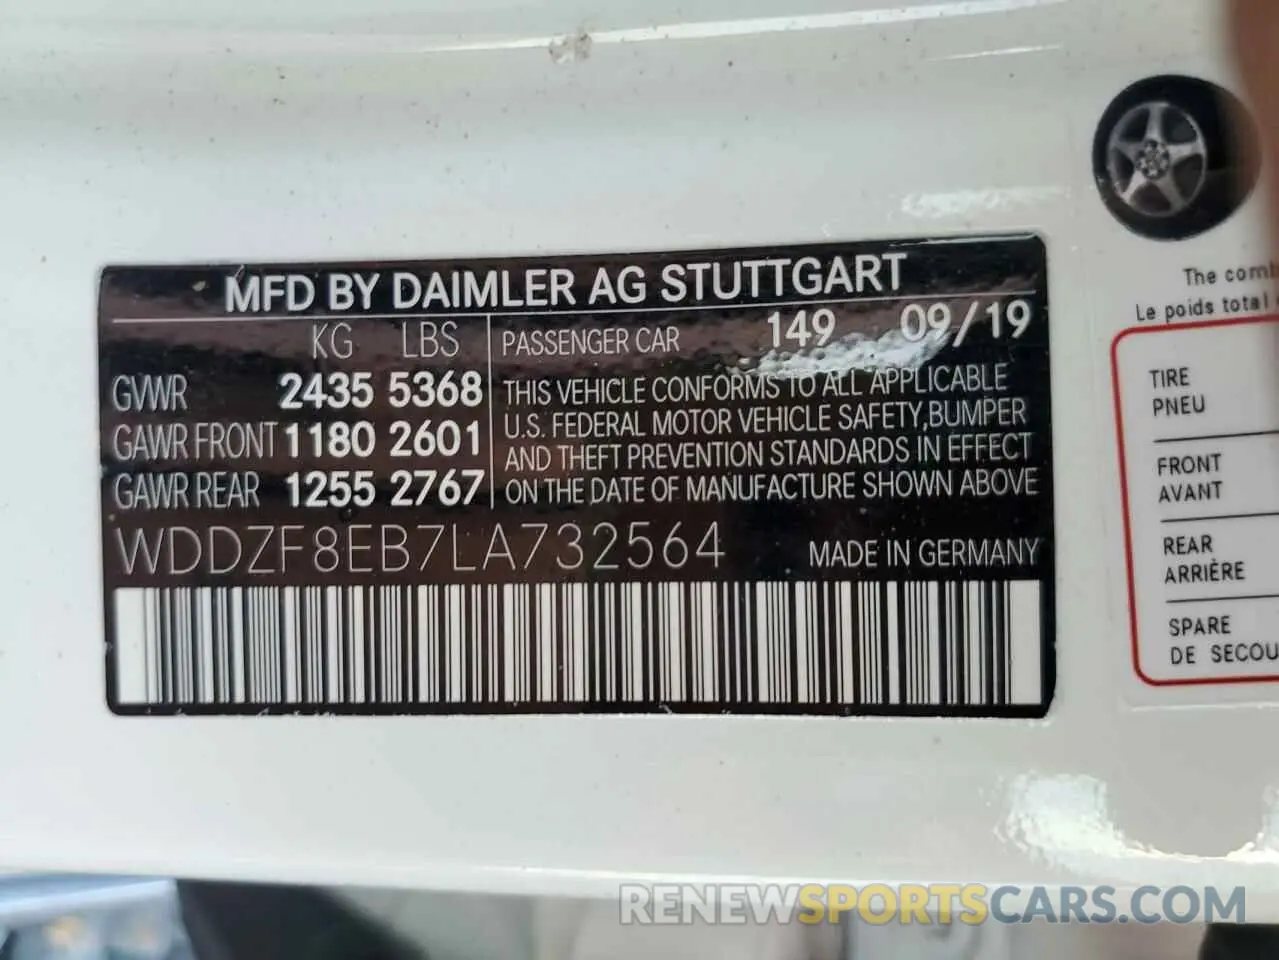 MFD BY DAIMLER AG STUTTGART
KG LBS
GVWR 2435 5368
GAWR FRONT 1180 2601
GAWR REAR 1255 2767
PASSENGER CAR 149 09/19
THIS VEHICLE CONFORMS TO ALL APPLICABLE
U.S. FEDERAL MOTOR VEHICLE SAFETY,BUMPER
AND THEFT PREVENTION STANDARDS IN EFFECT
ON THE DATE OF MANUFACTURE SHOWN ABOVE
WDDZF8EB7LA732564 MADE IN GERMANY
The
Le poids total
TIRE
PNEU
FRONT
AVANT
REAR
ARRIÈRE
SPARE
DE
RENEWSPORTSCARS.COM